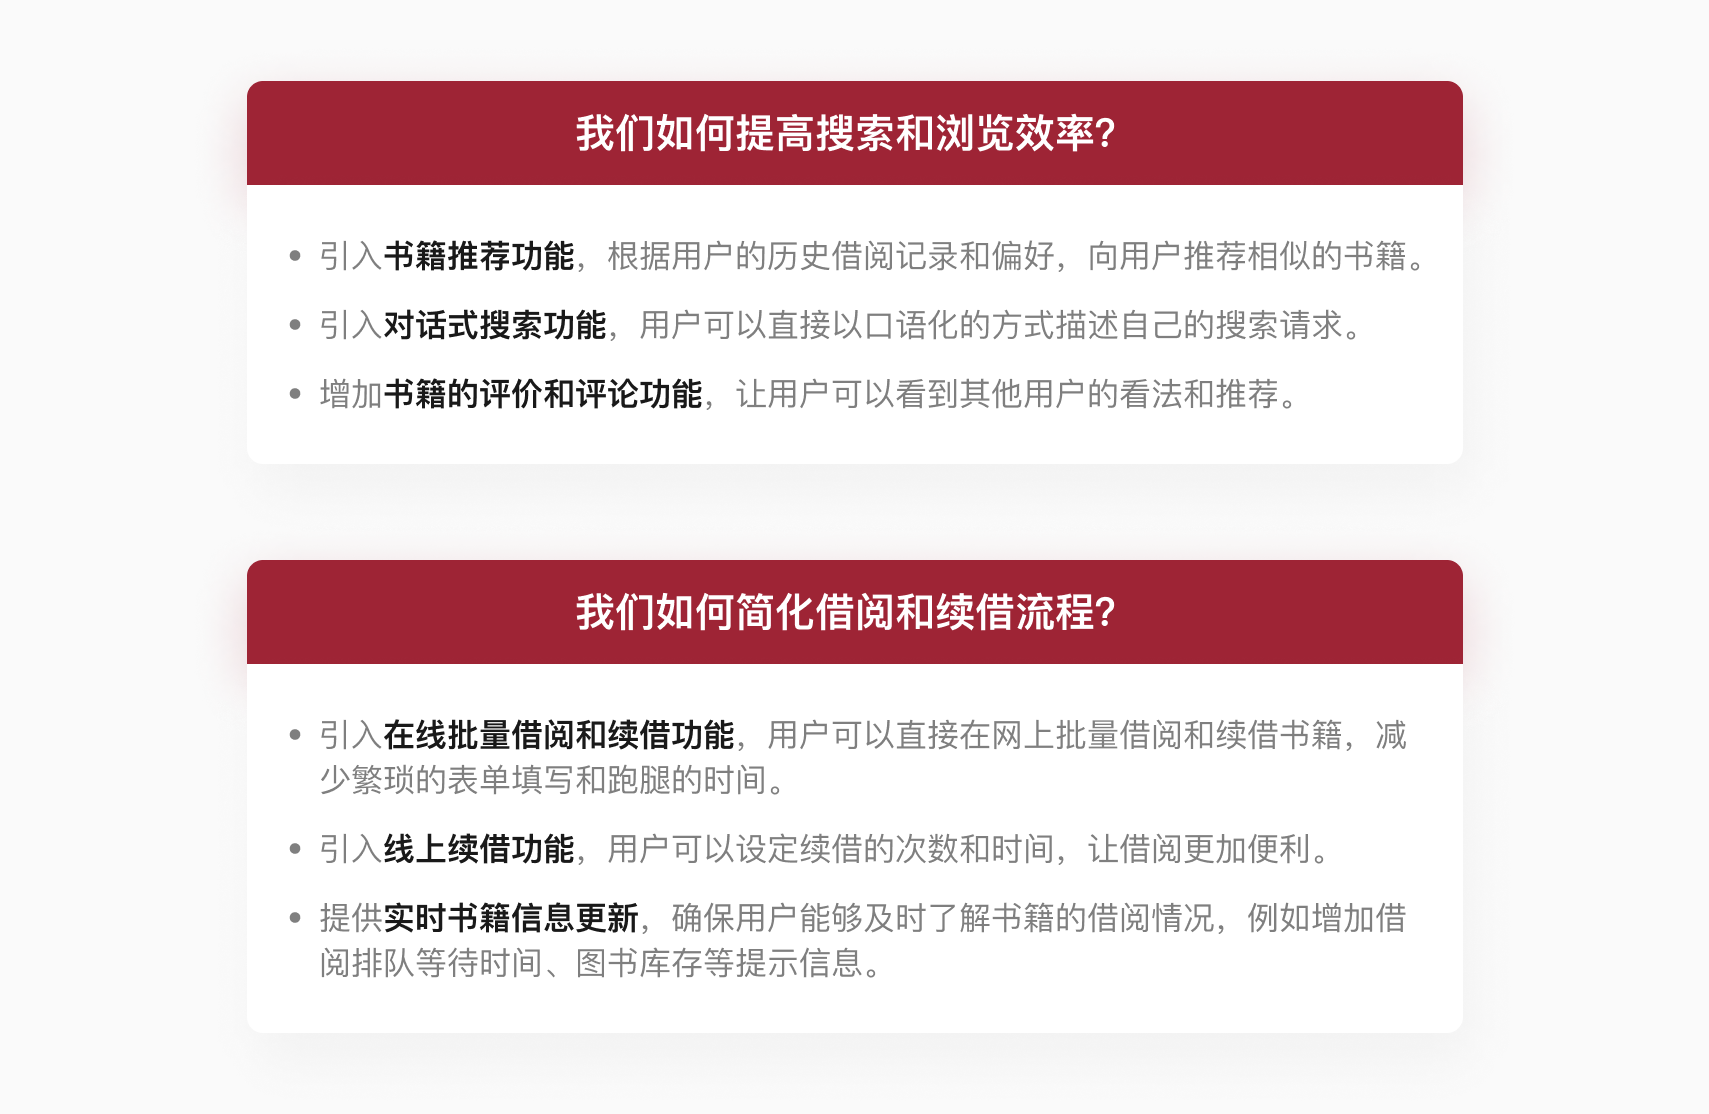 我们如何提高搜索和浏览效率?
• 引入书籍推荐功能，根据用户的历史借阅记录和偏好，向用户推荐相似的书籍。
• 引入对话式搜索功能，用户可以直接以口语化的方式描述自己的搜索请求。
• 增加书籍的评价和评论功能，让用户可以看到其他用户的看法和推荐。
我们如何简化借阅和续借流程?
• 引入在线批量借阅和续借功能，用户可以直接在网上批量借阅和续借书籍，减
少繁琐的表单填写和跑腿的时间。
• 引入线上续借功能，用户可以设定续借的次数和时间，让借阅更加便利。
• 提供实时书籍信息更新，确保用户能够及时了解书籍的借阅情况，例如增加借
阅排队等待时间、图书库存等提示信息。